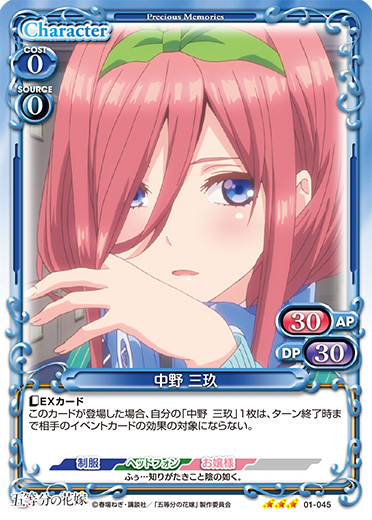 Precious Memories
Character
COST
0
SOURCE
0
30 AP
DP 30
中野 三玖
EXカード
このカードが登場した場合、自分の「中野 三玖」1枚は、ターン終了時ま
で相手のイベントカードの効果の対象にならない。
制服 ヘッドフォン お嬢様
ふぅ…知りがたきこと陰の如く。
五等分の花嫁
©春場ねぎ・講談社／「五等分の花嫁」製作委員会
01-045